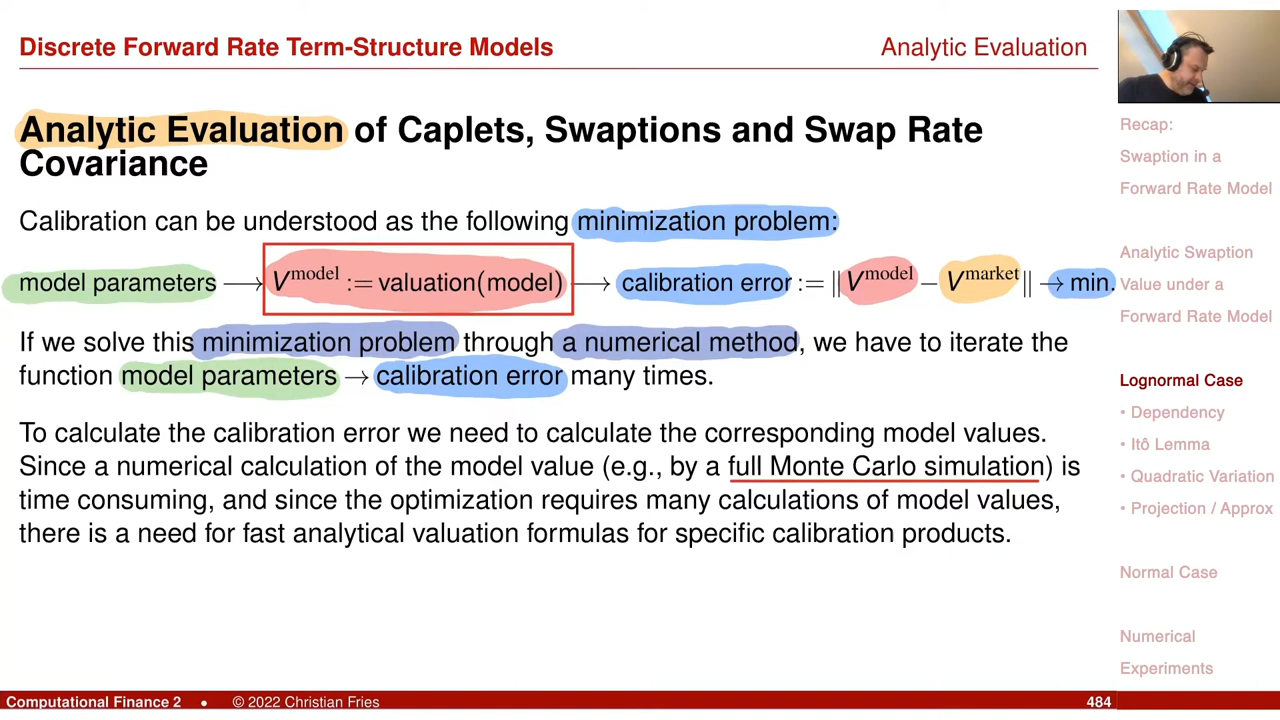 Discrete Forward Rate Term-Structure Models
Analytic Evaluation
Analytic Evaluation of Caplets, Swaptions and Swap Rate
Covariance
Calibration can be understood as the following minimization problem:
model parameters ⟶ V^model := valuation(model) ⟶ calibration error := ‖V^model − V^market‖ → min.
If we solve this minimization problem through a numerical method, we have to iterate the
function model parameters → calibration error many times.
To calculate the calibration error we need to calculate the corresponding model values.
Since a numerical calculation of the model value (e.g., by a full Monte Carlo simulation) is
time consuming, and since the optimization requires many calculations of model values,
there is a need for fast analytical valuation formulas for specific calibration products.
Recap:
Swaption in a
Forward Rate Model
Analytic Swaption
Value under a
Forward Rate Model
Lognormal Case
• Dependency
• Itô Lemma
• Quadratic Variation
• Projection / Approx
Normal Case
Numerical
Experiments
Computational Finance 2 • © 2022 Christian Fries
484